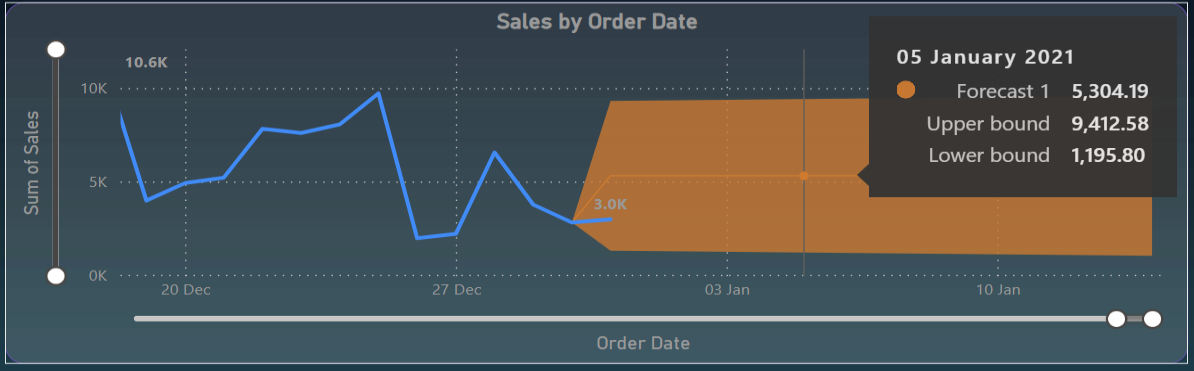 Sales by Order Date
05 January 2021
10.6K
10K
Forecast 1 5,304.19
Upper bound 9,412.58
Lower bound 1,195.80
Sum of Sales
5K
3.0K
0K
20 Dec 27 Dec 03 Jan 10 Jan
Order Date